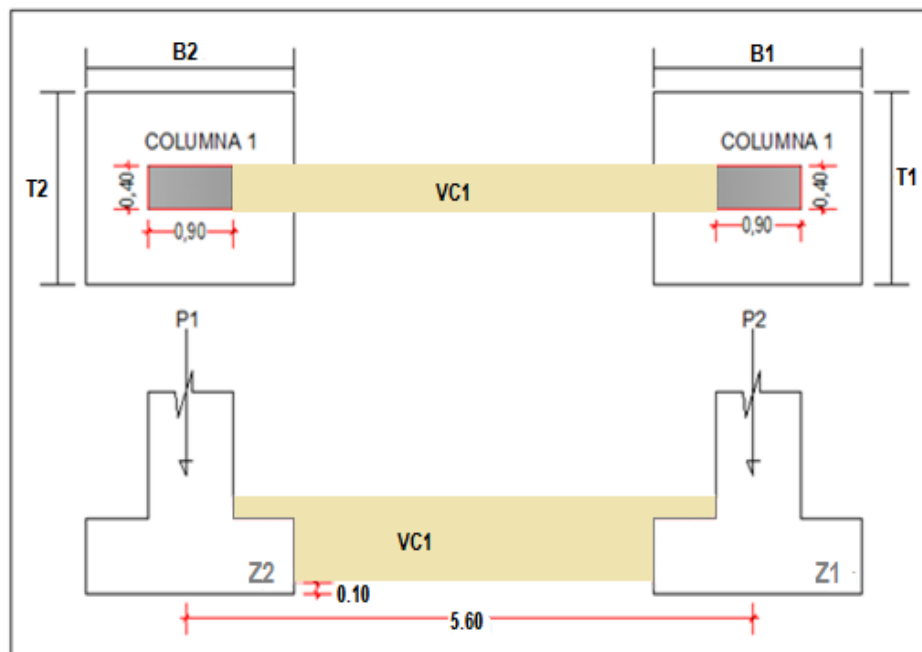 B2 B1
COLUMNA 1 COLUMNA 1
T2 0,40 VC1 0,40 T1
0,90 0,90
P1 P2
VC1
Z2 Z1
0.10
5.60